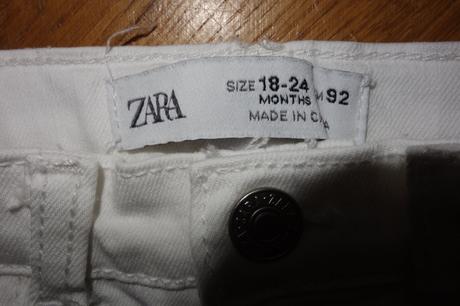 ZARA
SIZE 18-24
MONTHS
92
MADE IN